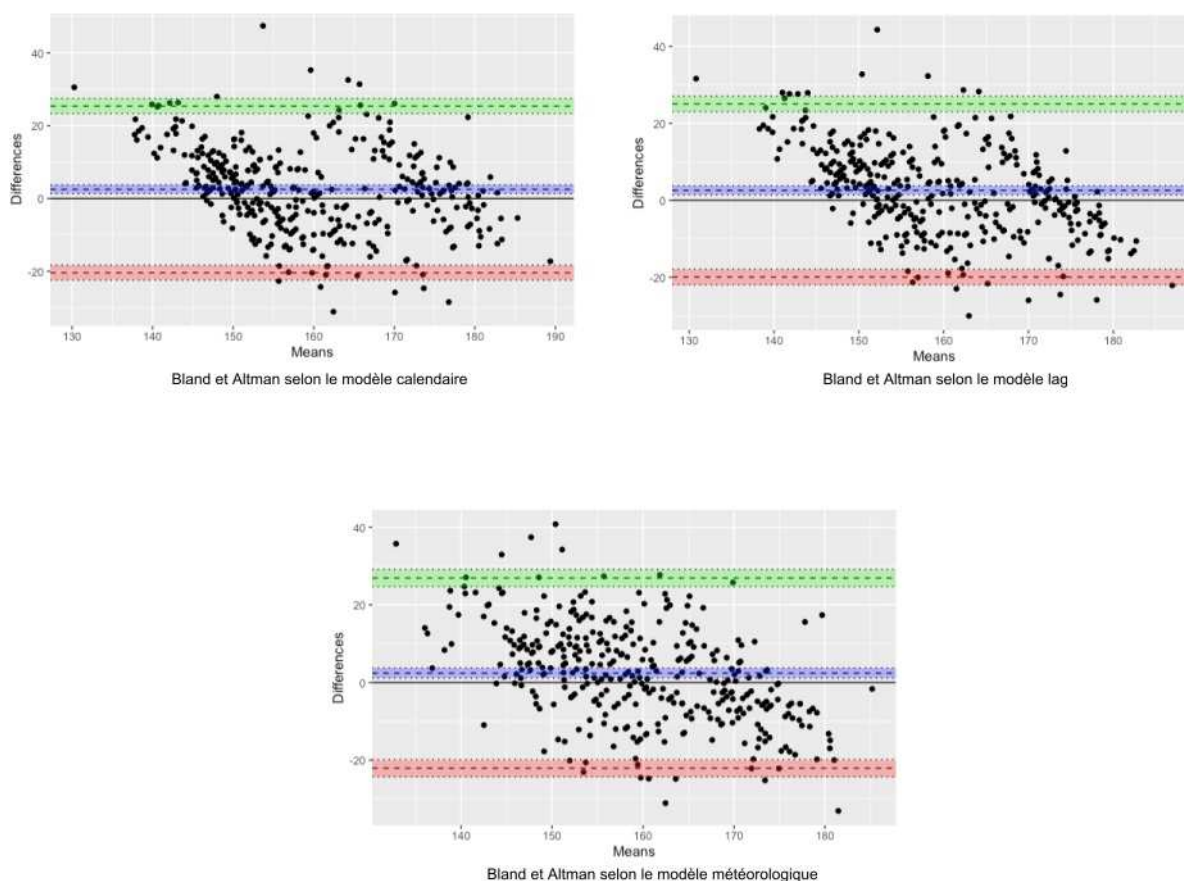 40
20
0
-20
Differences
130 140 150 160 170 180 190
Means
Bland et Altman selon le modèle calendaire
40
20
0
-20
Differences
130 140 150 160 170 180
Means
Bland et Altman selon le modèle lag
40
20
0
-20
Differences
140 150 160 170 180
Means
Bland et Altman selon le modèle météorologique